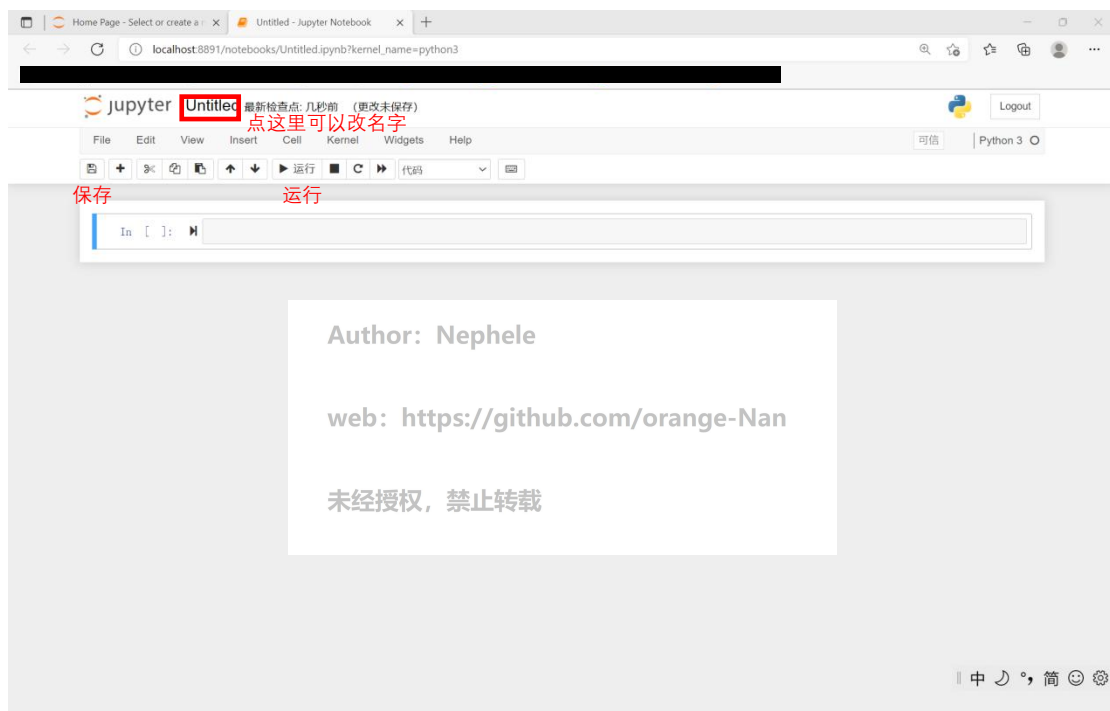 Home Page - Select or create a n
Untitled - Jupyter Notebook
localhost:8891/notebooks/Untitled.ipynb?kernel_name=python3
jupyter Untitled 最新检查点: 几秒前 (更改未保存)
Logout
点这里可以改名字
File Edit View Insert Cell Kernel Widgets Help
可信
Python 3
运行
代码
保存
运行
In [ ]:
Author：Nephele
web：https://github.com/orange-Nan
未经授权，禁止转载
中 简